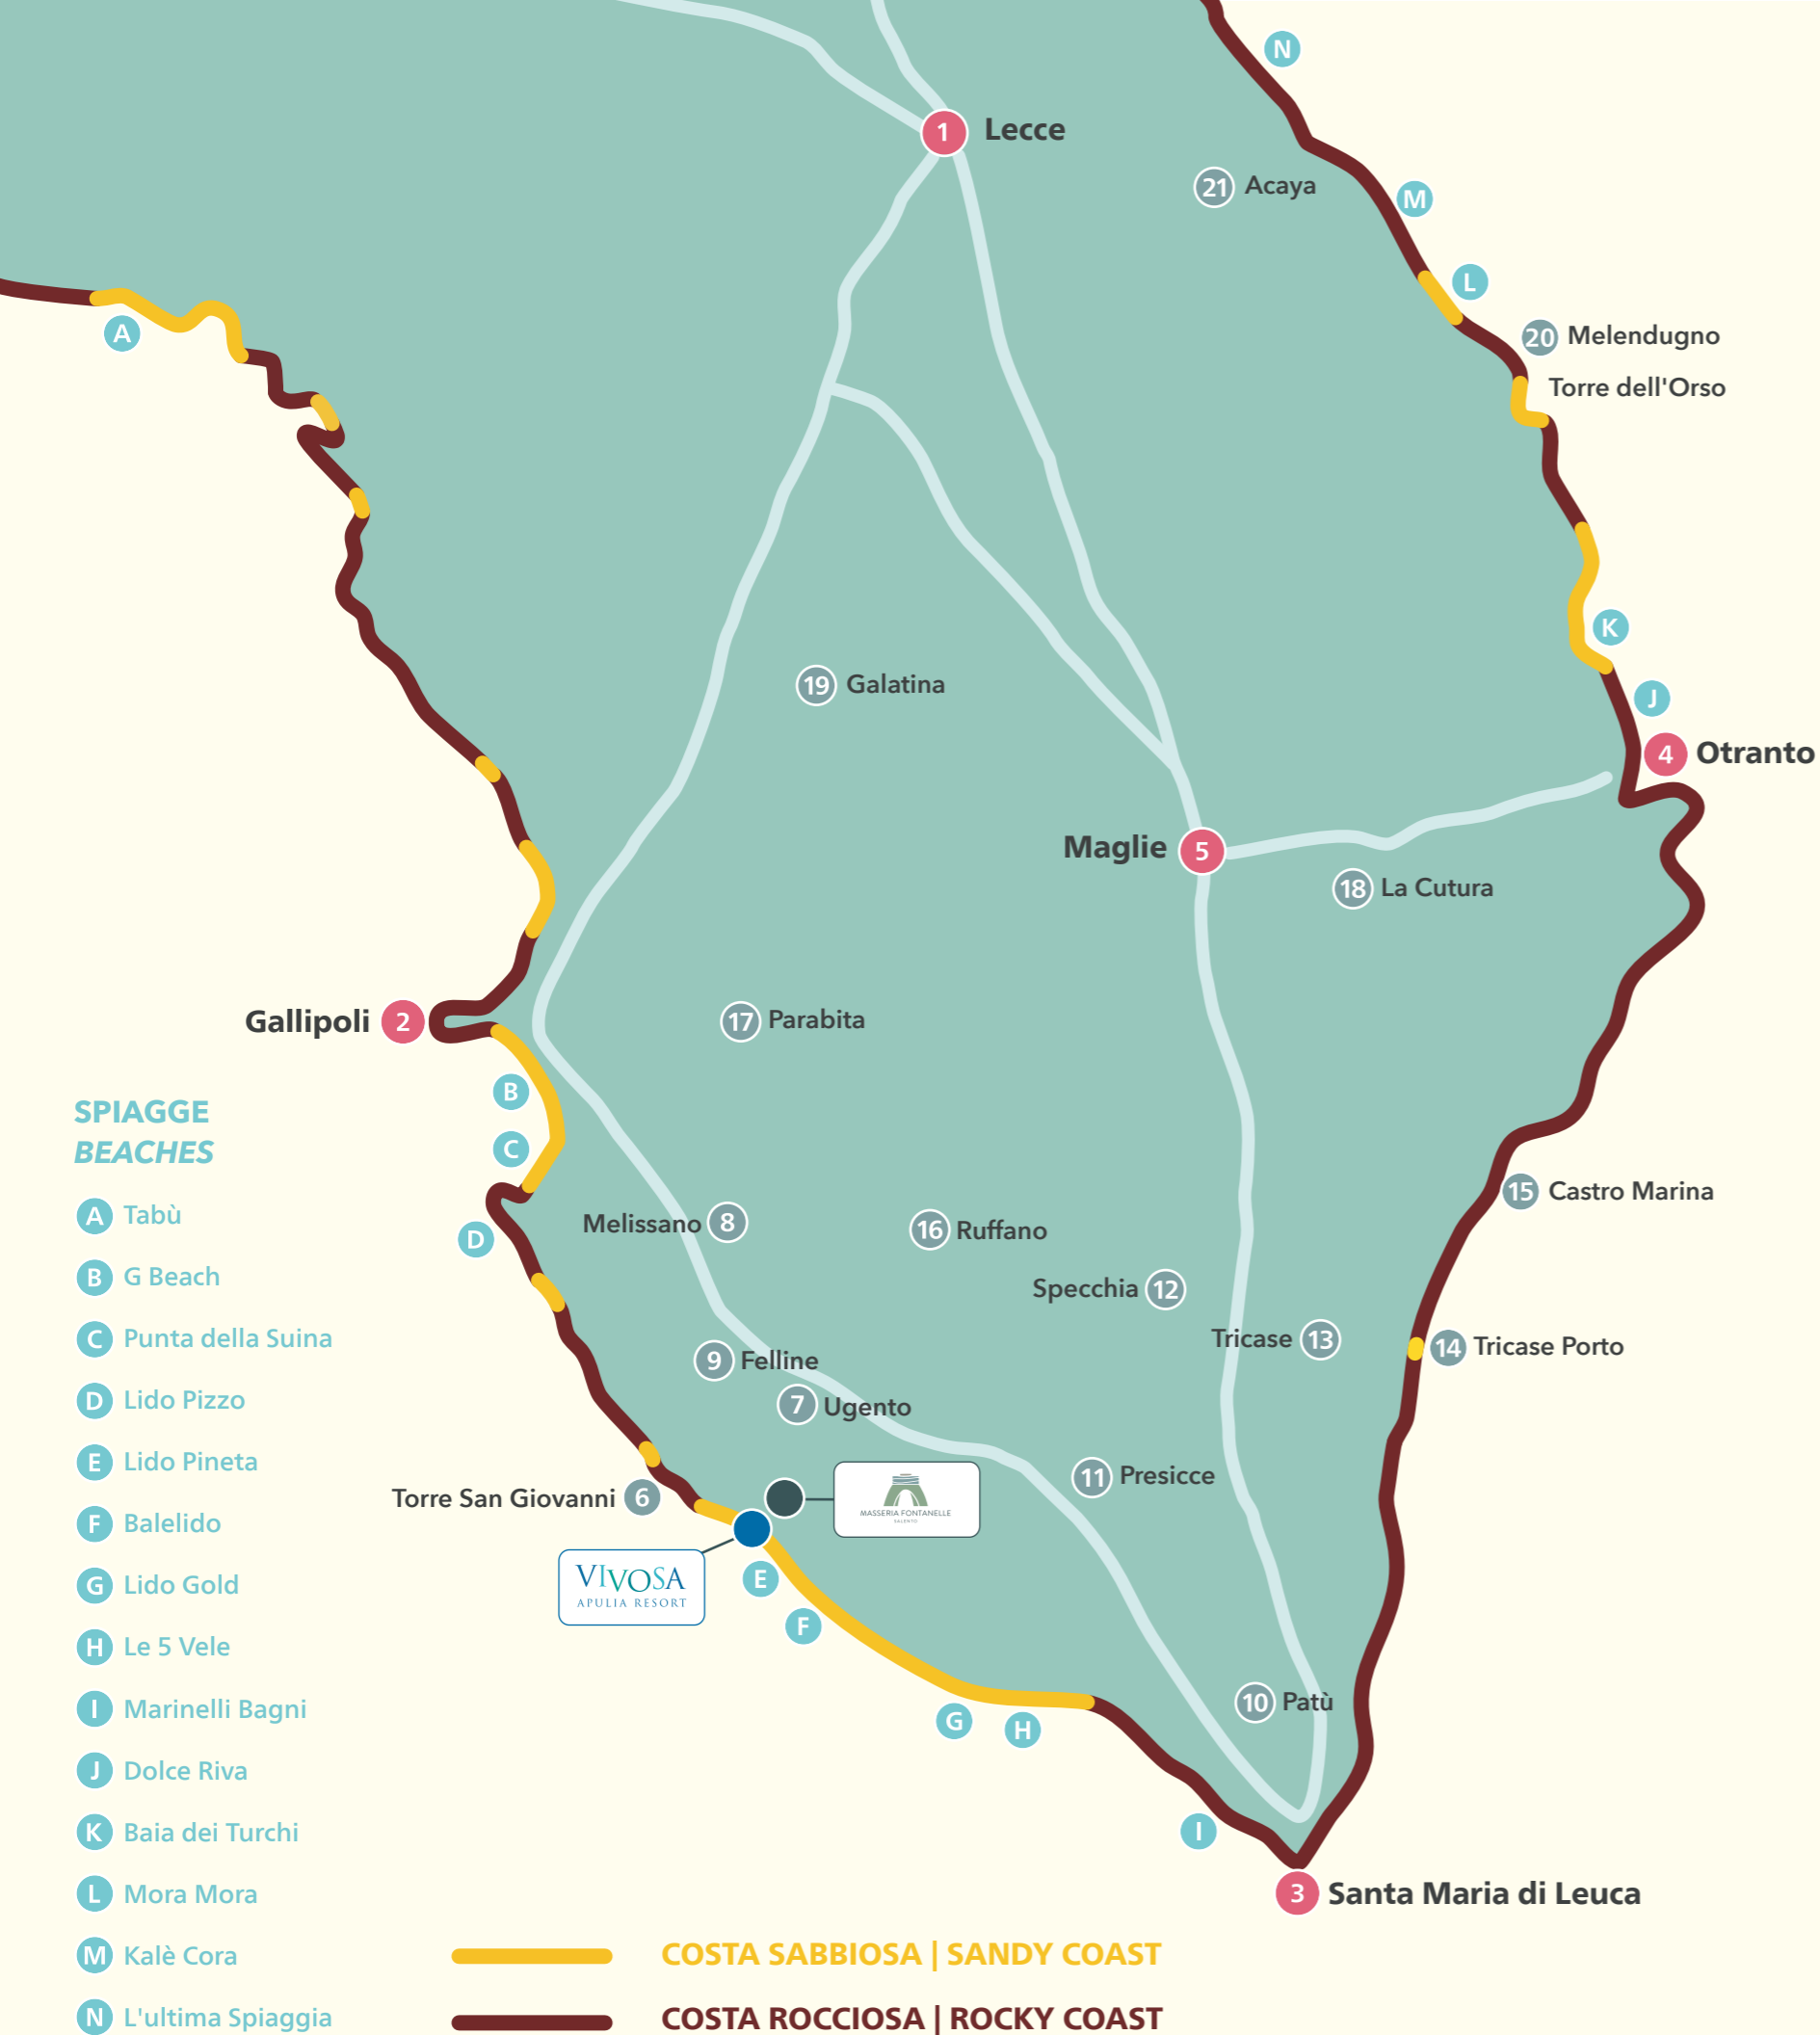 N
1 Lecce
21 Acaya
M
L
A
20 Melendugno
Torre dell'Orso
K
19 Galatina
J
4 Otranto
Maglie 5
18 La Cutura
Gallipoli 2
17 Parabita
B
C
D
Melissano 8
16 Ruffano
15 Castro Marina
Specchia 12
Tricase 13
14 Tricase Porto
9 Felline
7 Ugento
11 Presicce
Torre San Giovanni 6
MASSERIA FONTANELLE
SALENTO
VIVOSA
APULIA RESORT
E
F
G
H
10 Patù
I
3 Santa Maria di Leuca
SPIAGGE
BEACHES
A Tabù
B G Beach
C Punta della Suina
D Lido Pizzo
E Lido Pineta
F Balelido
G Lido Gold
H Le 5 Vele
I Marinelli Bagni
J Dolce Riva
K Baia dei Turchi
L Mora Mora
M Kalè Cora
N L'ultima Spiaggia
COSTA SABBIOSA | SANDY COAST
COSTA ROCCIOSA | ROCKY COAST